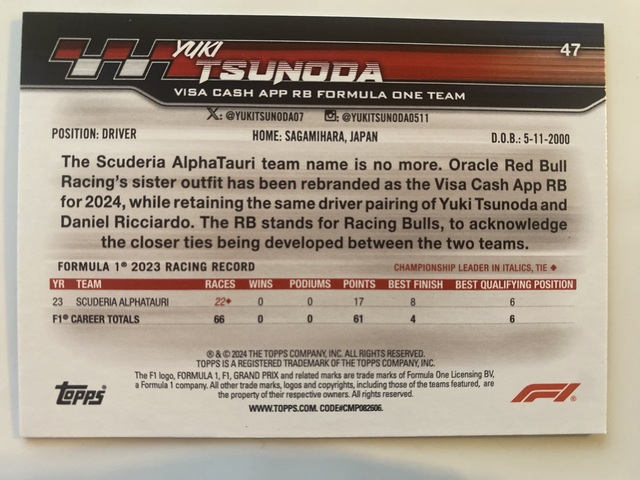 YUKI
TSUNODA
47
VISA CASH APP RB FORMULA ONE TEAM
X: @YUKITSUNODA07 @YUKITSUNODA0511
POSITION: DRIVER HOME: SAGAMIHARA, JAPAN D.O.B.: 5-11-2000
The Scuderia AlphaTauri team name is no more. Oracle Red Bull
Racing's sister outfit has been rebranded as the Visa Cash App RB
for 2024, while retaining the same driver pairing of Yuki Tsunoda and
Daniel Ricciardo. The RB stands for Racing Bulls, to acknowledge
the closer ties being developed between the two teams.
FORMULA 1® 2023 RACING RECORD CHAMPIONSHIP LEADER IN ITALICS, TIE ♦
YR TEAM RACES WINS PODIUMS POINTS BEST FINISH BEST QUALIFYING POSITION
23 SCUDERIA ALPHATAURI 22♦ 0 0 17 8 6
F1® CAREER TOTALS 66 0 0 61 4 6
® & © 2024 THE TOPPS COMPANY, INC. ALL RIGHTS RESERVED.
TOPPS IS A REGISTERED TRADEMARK OF THE TOPPS COMPANY, INC.
The F1 logo, FORMULA 1, F1, GRAND PRIX and related marks are trade marks of Formula One Licensing BV,
a Formula 1 company. All other trade marks, logos and copyrights, including those of the teams featured, are
the property of their respective owners. All rights reserved.
WWW.TOPPS.COM. CODE#CMP082606.
Topps®
F1